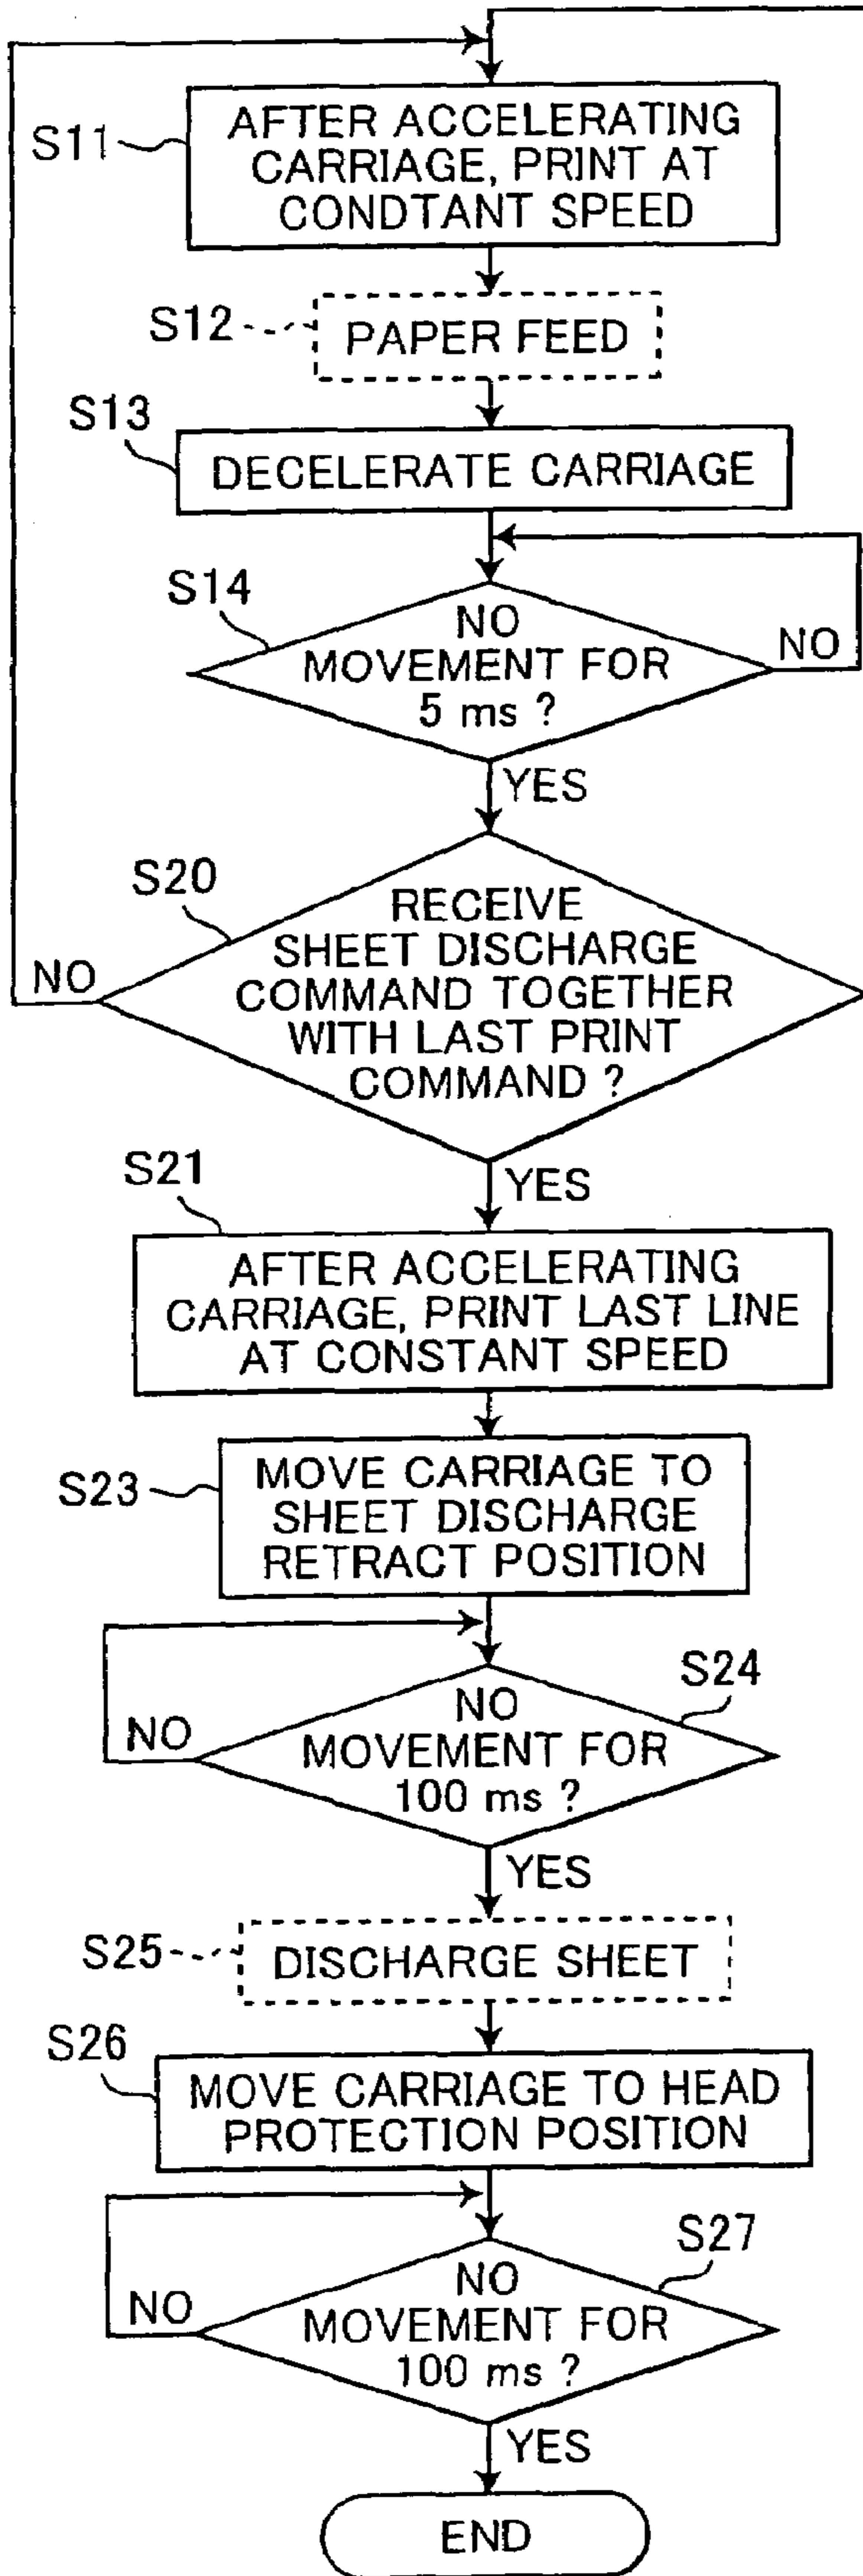 S11
AFTER ACCELERATING
CARRIAGE, PRINT AT
CONDTANT SPEED
S12
PAPER FEED
S13
DECELERATE CARRIAGE
S14
NO
MOVEMENT FOR
5 ms ?
NO
YES
S20
RECEIVE
SHEET DISCHARGE
COMMAND TOGETHER
WITH LAST PRINT
COMMAND ?
NO
YES
S21
AFTER ACCELERATING
CARRIAGE, PRINT LAST LINE
AT CONSTANT SPEED
S23
MOVE CARRIAGE TO
SHEET DISCHARGE
RETRACT POSITION
S24
NO
MOVEMENT FOR
100 ms ?
NO
YES
S25
DISCHARGE SHEET
S26
MOVE CARRIAGE TO HEAD
PROTECTION POSITION
S27
NO
MOVEMENT FOR
100 ms ?
NO
YES
END